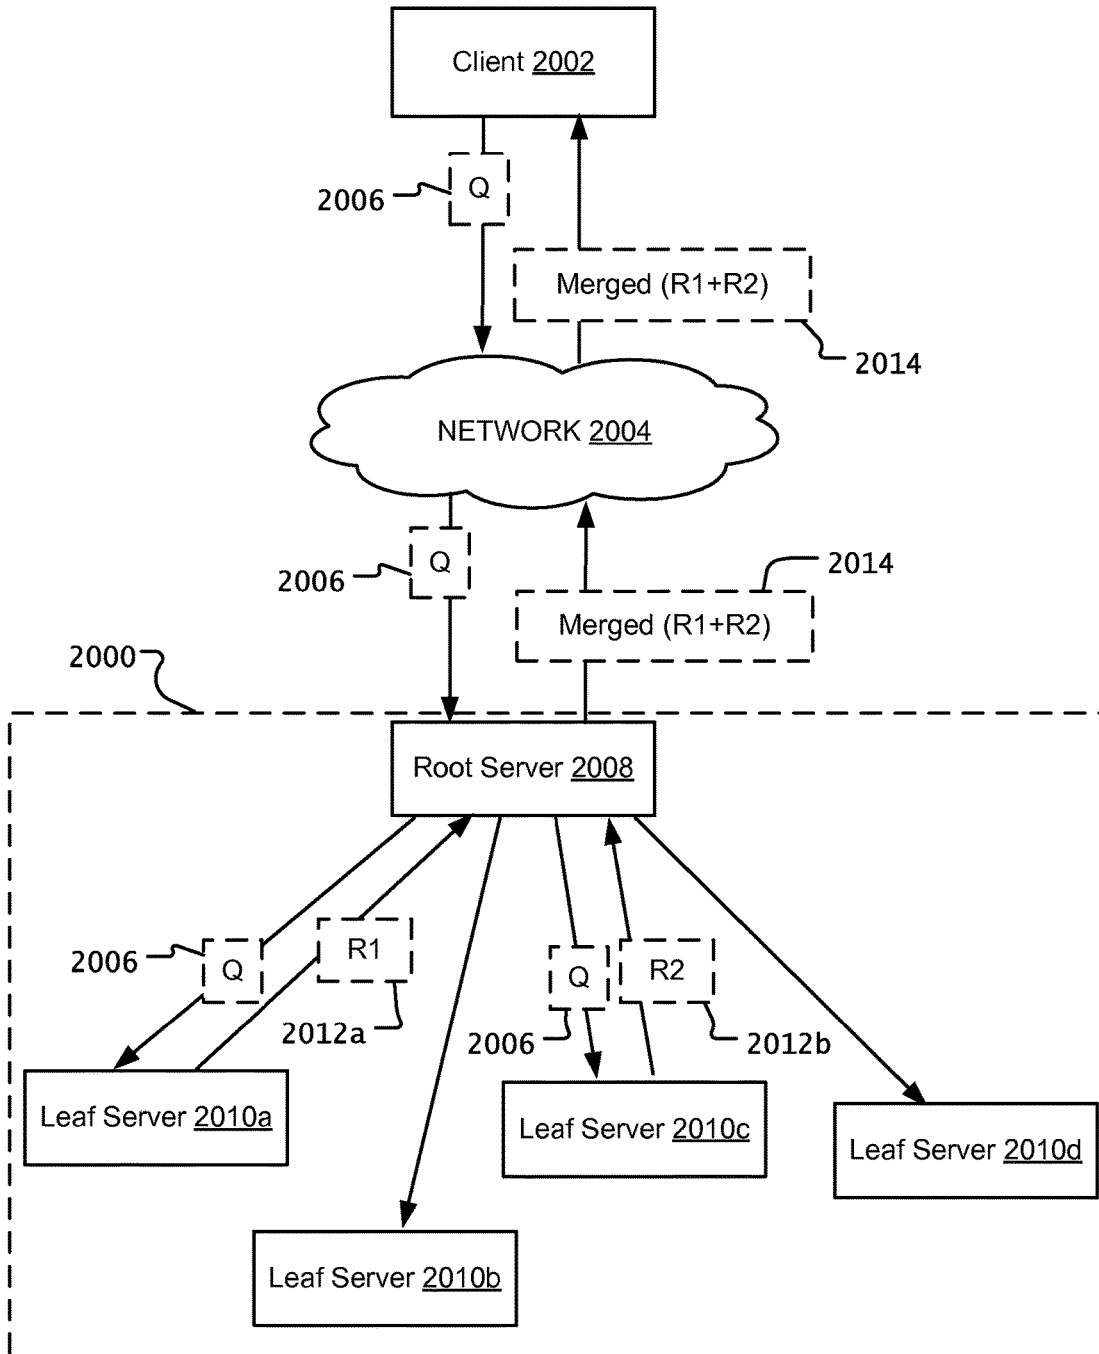 Client 2002
2006
Q
Merged (R1+R2)
2014
NETWORK 2004
2006
Q
2014
Merged (R1+R2)
2000
Root Server 2008
2006
Q
R1
2012a
Q
2006
R2
2012b
Leaf Server 2010a
Leaf Server 2010c
Leaf Server 2010d
Leaf Server 2010b